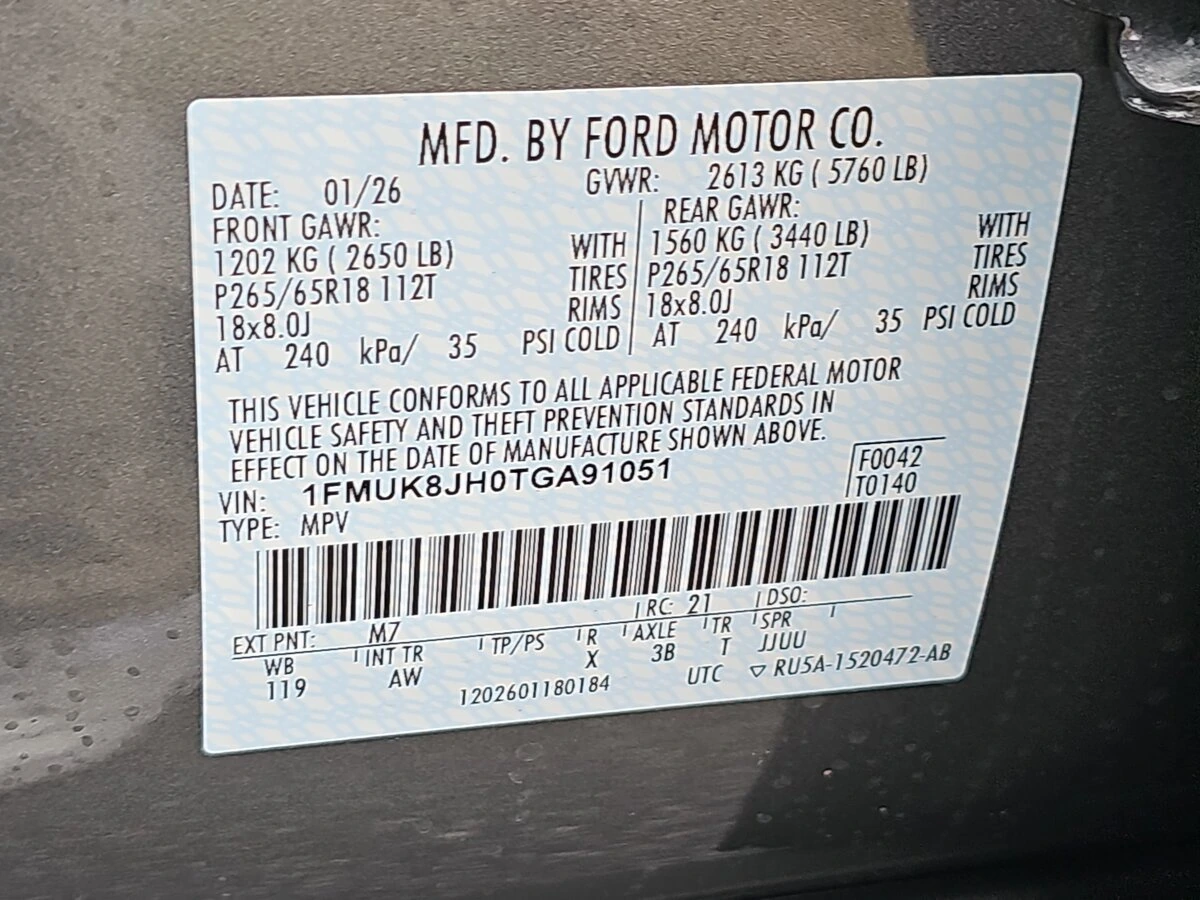 MFD. BY FORD MOTOR CO.
DATE: 01/26 GVWR: 2613 KG ( 5760 LB)
FRONT GAWR: REAR GAWR:
1202 KG ( 2650 LB) WITH 1560 KG ( 3440 LB) WITH
P265/65R18 112T TIRES P265/65R18 112T TIRES
18x8.0J RIMS 18x8.0J RIMS
AT 240 kPa/ 35 PSI COLD AT 240 kPa/ 35 PSI COLD
THIS VEHICLE CONFORMS TO ALL APPLICABLE FEDERAL MOTOR
VEHICLE SAFETY AND THEFT PREVENTION STANDARDS IN
EFFECT ON THE DATE OF MANUFACTURE SHOWN ABOVE.
VIN: 1FMUK8JH0TGA91051 F0042
TYPE: MPV T0140
EXT PNT: M7 RC: 21 DSO:
WB INT TR TP/PS R AXLE TR SPR
119 AW X 3B T JJUU
1202601180184 UTC ▽ RU5A-1520472-AB